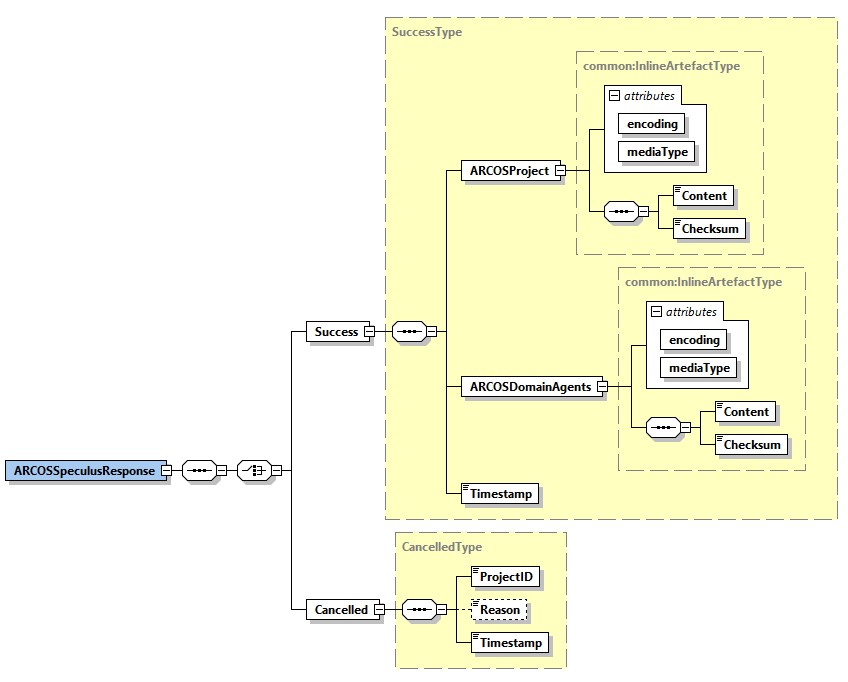 SuccessType
common:InlineArtefactType
attributes
encoding
mediaType
ARCOSProject
Content
Checksum
common:InlineArtefactType
attributes
encoding
Success
mediaType
ARCOSDomainAgents
Content
Checksum
ARCOSSpeculusResponse
Timestamp
CancelledType
ProjectID
Cancelled
Reason
Timestamp